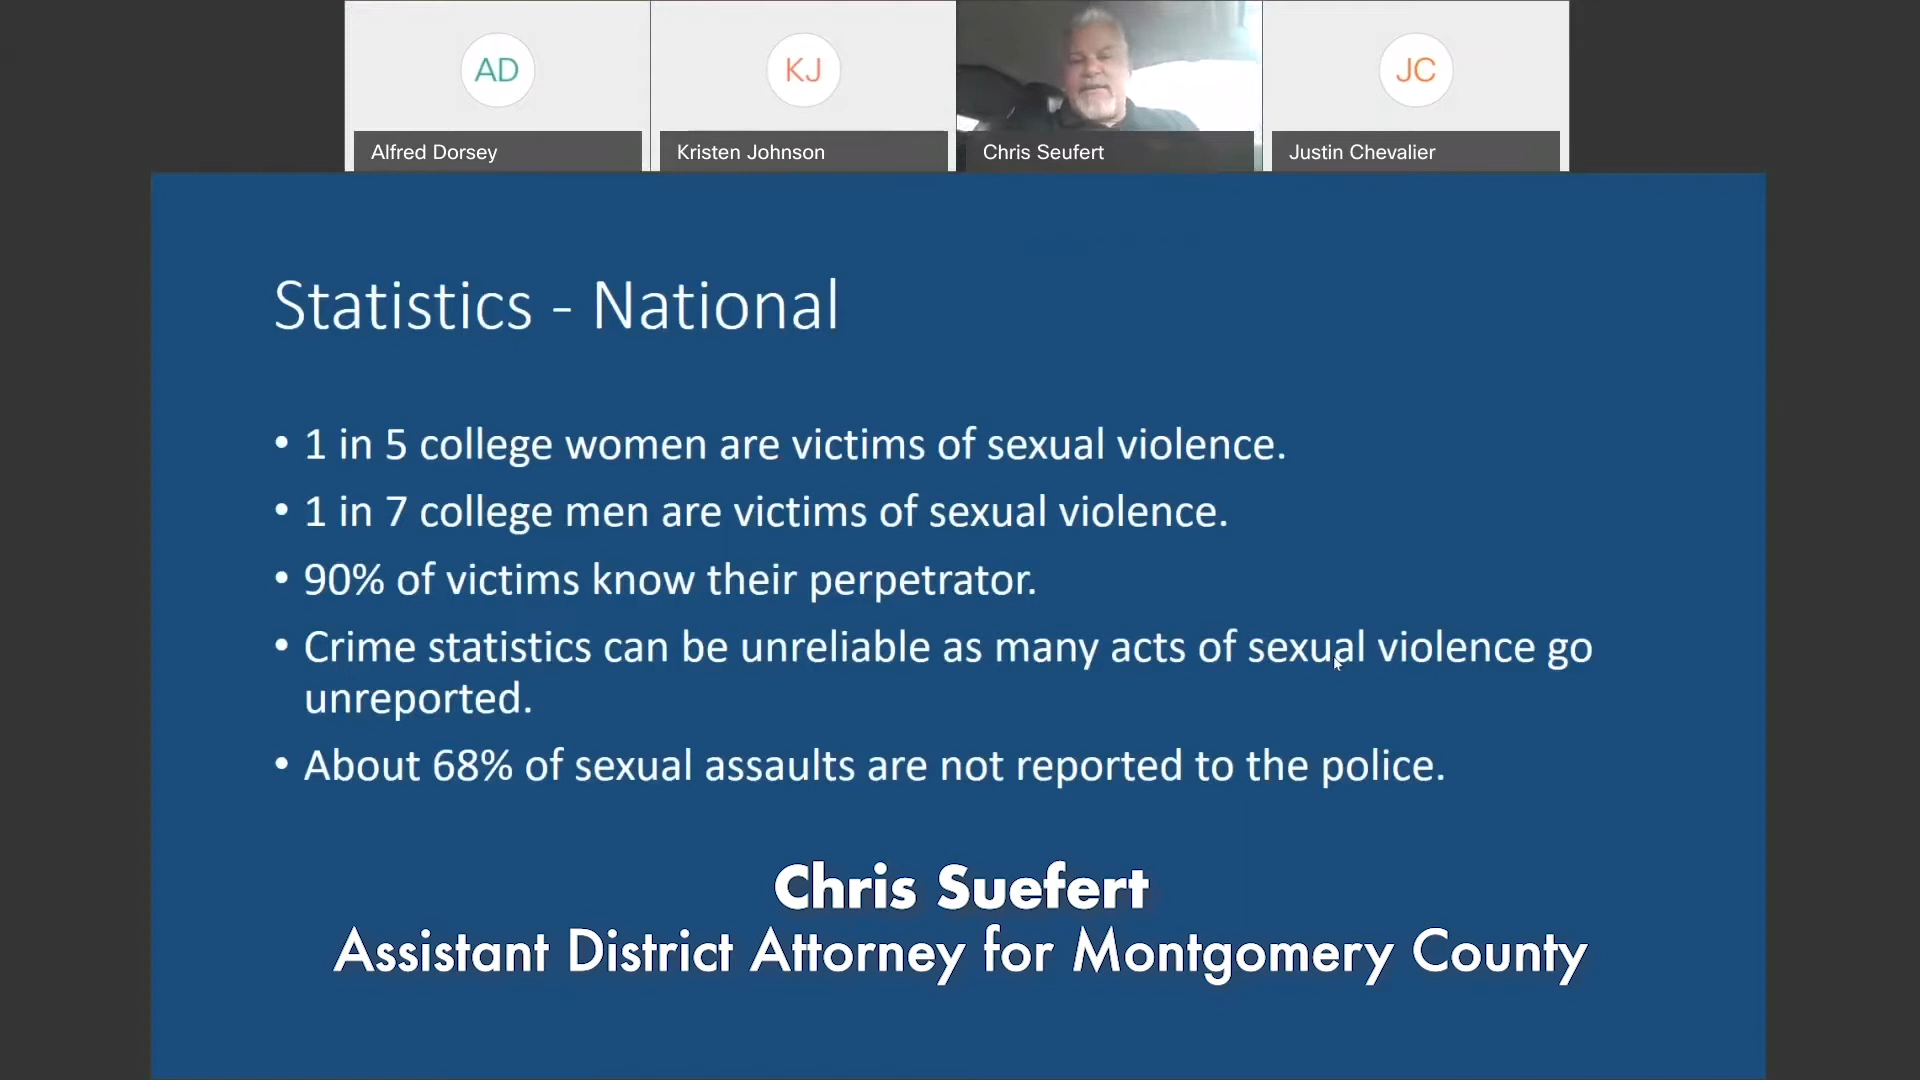 AD
KJ
JC
Alfred Dorsey
Kristen Johnson
Chris Seufert
Justin Chevalier
Statistics - National
• 1 in 5 college women are victims of sexual violence.
• 1 in 7 college men are victims of sexual violence.
• 90% of victims know their perpetrator.
• Crime statistics can be unreliable as many acts of sexual violence go
unreported.
• About 68% of sexual assaults are not reported to the police.
Chris Suefert
Assistant District Attorney for Montgomery County